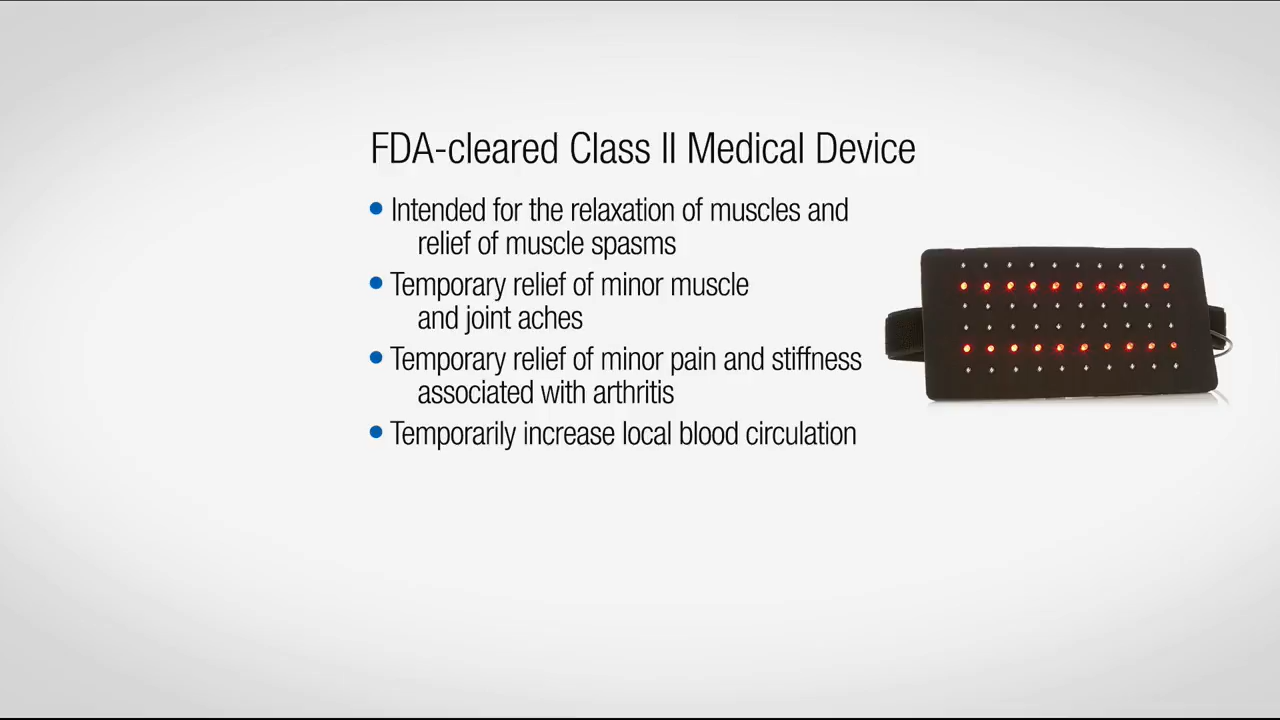 FDA-cleared Class II Medical Device
• Intended for the relaxation of muscles and
relief of muscle spasms
• Temporary relief of minor muscle
and joint aches
• Temporary relief of minor pain and stiffness
associated with arthritis
• Temporarily increase local blood circulation